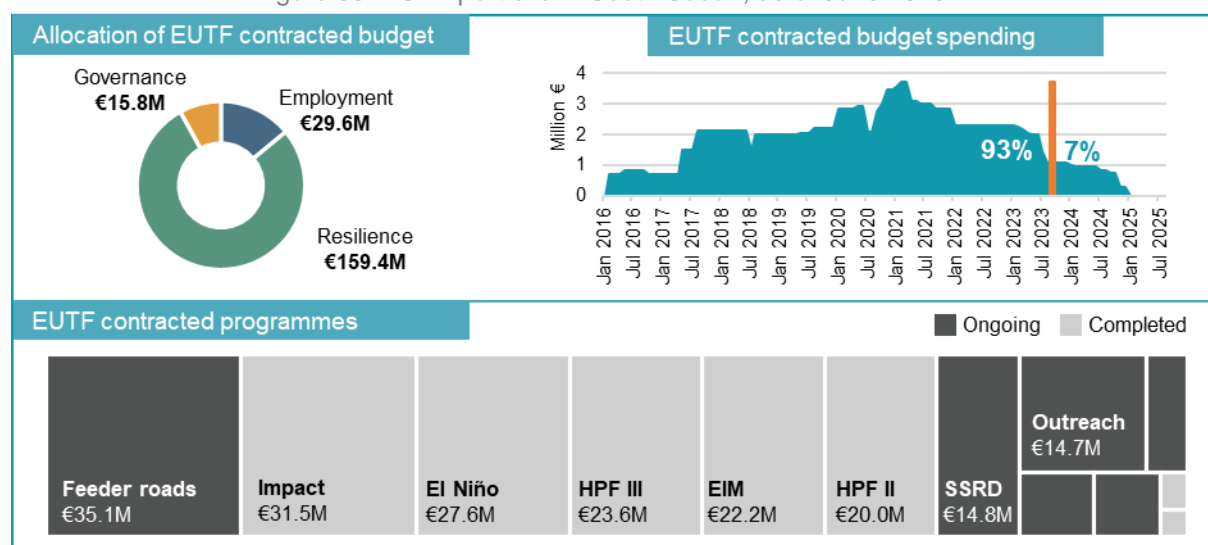 Allocation of EUTF contracted budget
Governance
€15.8M
Employment
€29.6M
Resilience
€159.4M
EUTF contracted budget spending
Million €
4
3
2
1
0
93%
7%
Jan 2016
Jul 2016
Jan 2017
Jul 2017
Jan 2018
Jul 2018
Jan 2019
Jul 2019
Jan 2020
Jul 2020
Jan 2021
Jul 2021
Jan 2022
Jul 2022
Jan 2023
Jul 2023
Jan 2024
Jul 2024
Jan 2025
Jul 2025
EUTF contracted programmes
Ongoing
Completed
Feeder roads
€35.1M
Impact
€31.5M
El Niño
€27.6M
HPF III
€23.6M
EIM
€22.2M
HPF II
€20.0M
SSRD
€14.8M
Outreach
€14.7M